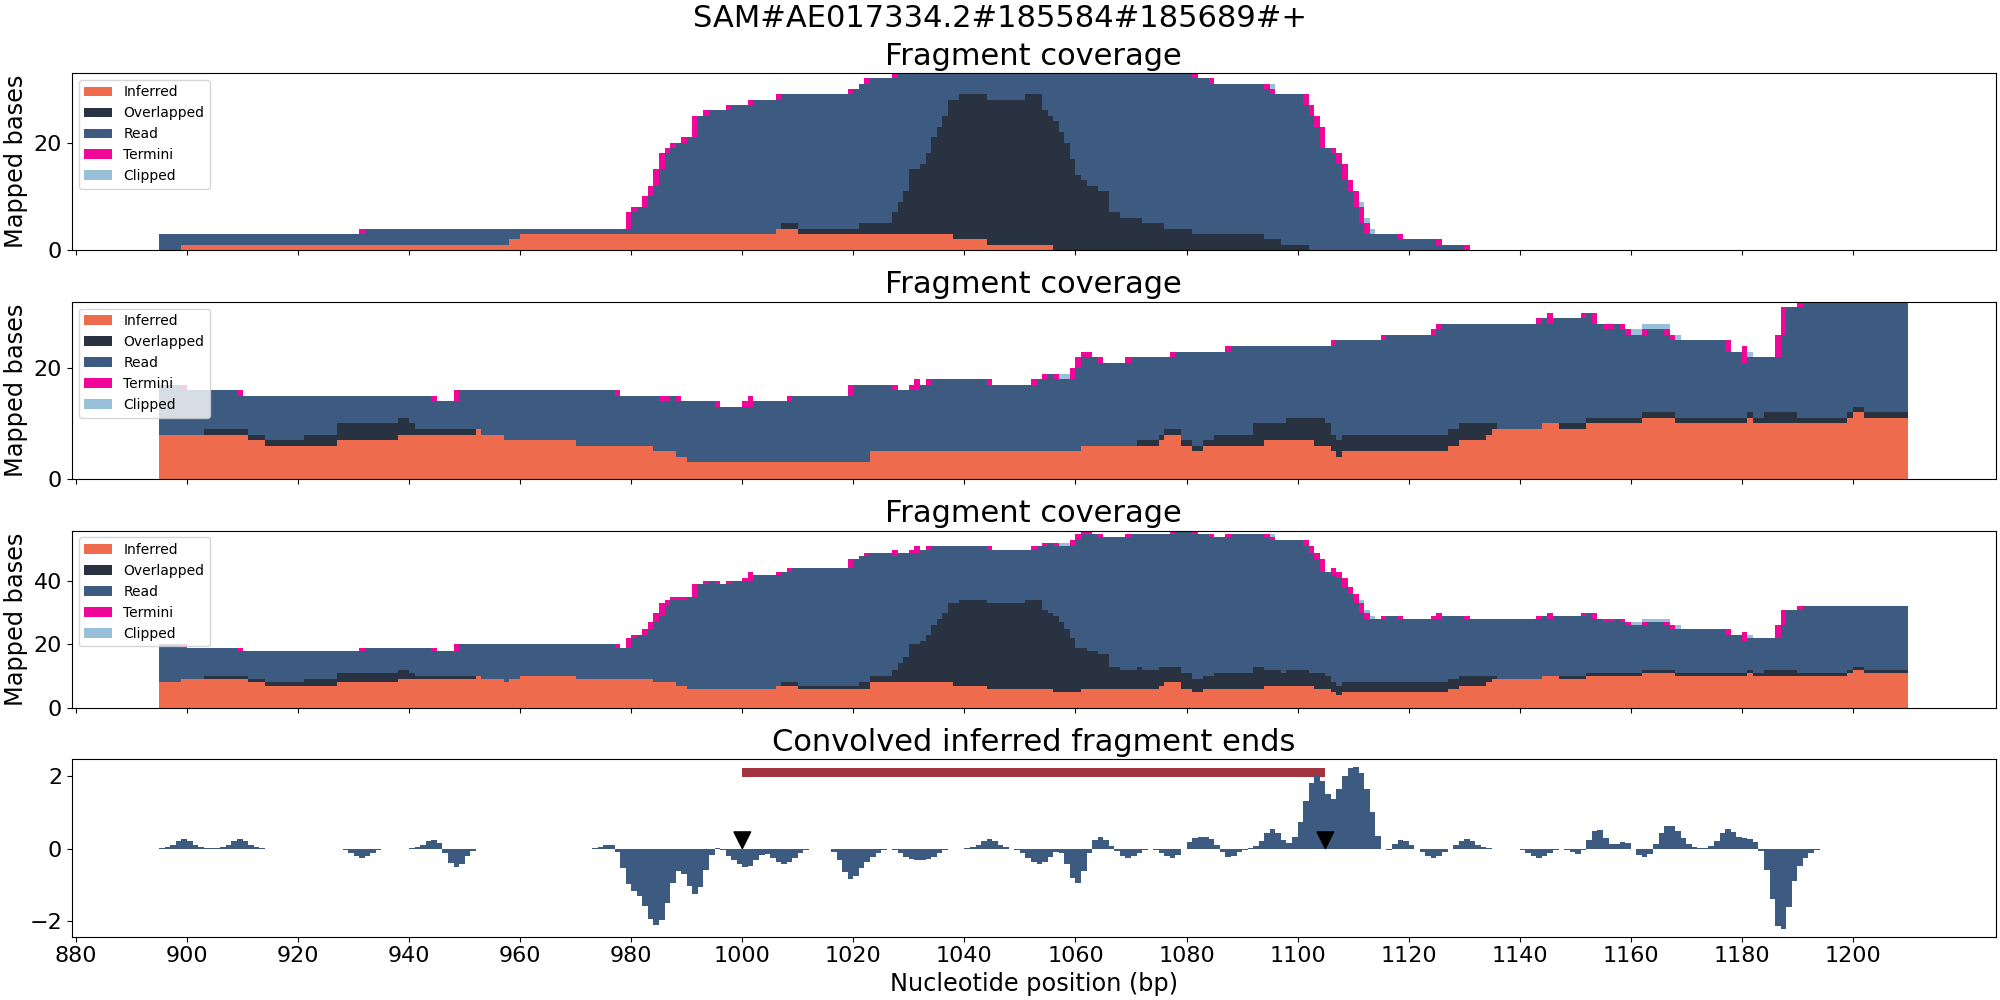 SAM#AE017334.2#185584#185689#+
Fragment coverage
Mapped bases
20
0
Inferred
Overlapped
Read
Termini
Clipped
Fragment coverage
Mapped bases
20
0
Inferred
Overlapped
Read
Termini
Clipped
Fragment coverage
Mapped bases
40
20
0
Inferred
Overlapped
Read
Termini
Clipped
Convolved inferred fragment ends
2
0
−2
880 900 920 940 960 980 1000 1020 1040 1060 1080 1100 1120 1140 1160 1180 1200
Nucleotide position (bp)